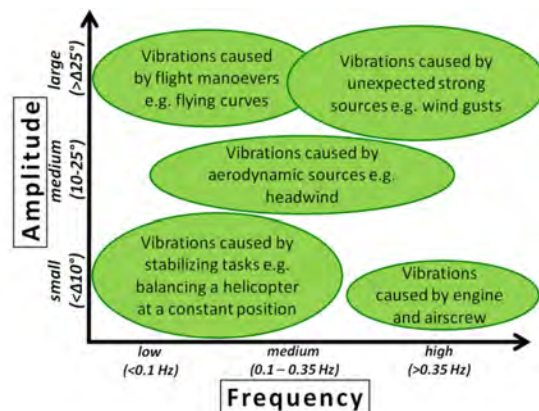 Amplitude
large
(>Δ25°)
medium
(10-25°)
small
(<Δ10°)
Vibrations caused
by flight manoevers
e.g. flying curves
Vibrations caused by
unexpected strong
sources e.g. wind gusts
Vibrations caused by
aerodynamic sources e.g.
headwind
Vibrations caused by
stabilizing tasks e.g.
balancing a helicopter
at a constant position
Vibrations
caused by engine
and airscrew
low
(<0.1 Hz)
medium
(0.1 – 0.35 Hz)
high
(>0.35 Hz)
Frequency